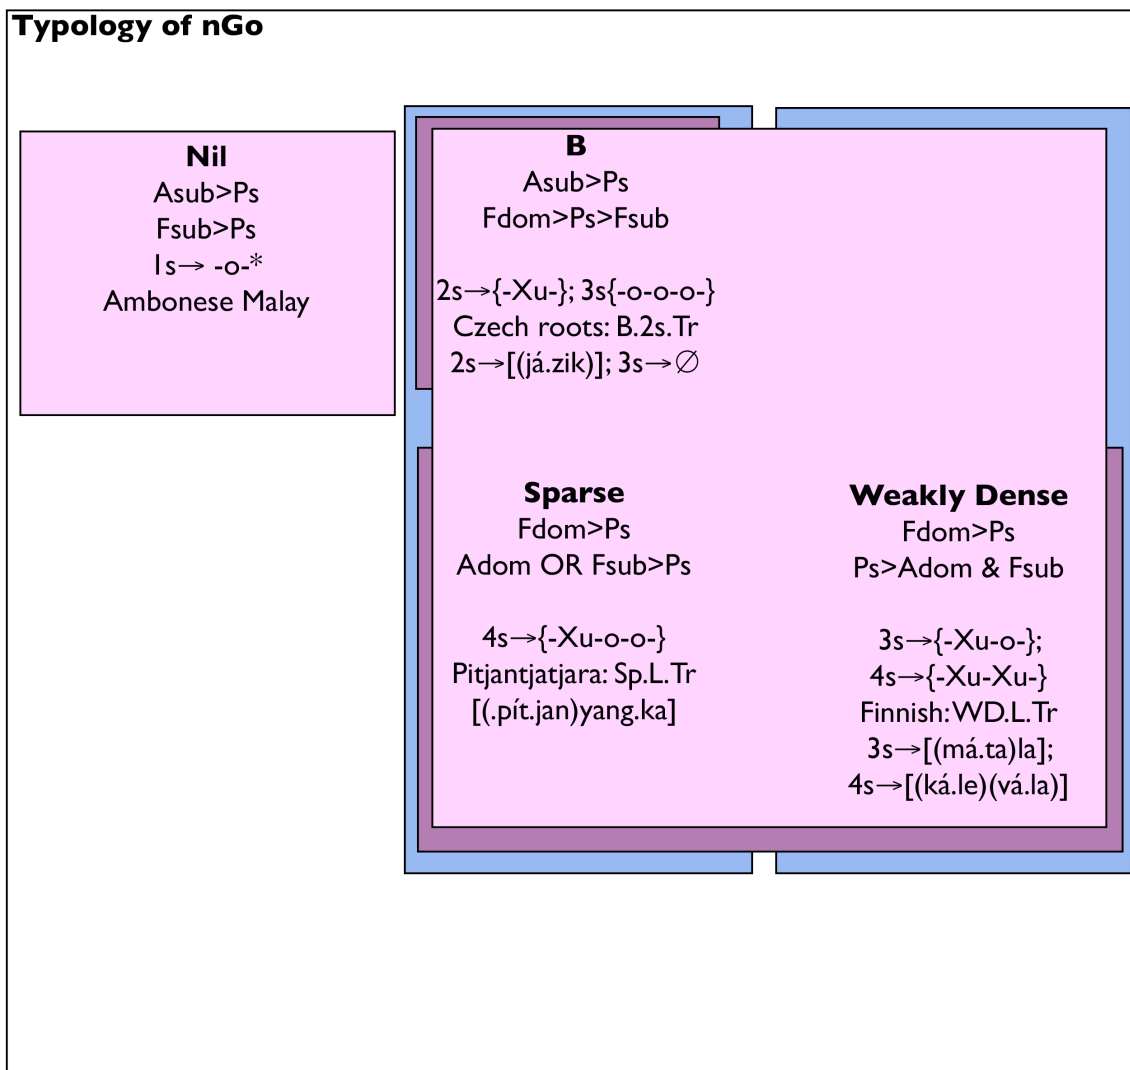 Typology of nGo
Nil
Asub>Ps
Fsub>Ps
1s→ -o-*
Ambonese Malay
B
Asub>Ps
Fdom>Ps>Fsub
2s→{-Xu-}; 3s{-o-o-o-}
Czech roots: B.2s.Tr
2s→[(já.zik)]; 3s→∅
Sparse
Fdom>Ps
Adom OR Fsub>Ps
4s→{-Xu-o-o-}
Pitjantjatjara: Sp.L.Tr
[(.pít.jan)yang.ka]
Weakly Dense
Fdom>Ps
Ps>Adom & Fsub
3s→{-Xu-o-};
4s→{-Xu-Xu-}
Finnish: WD.L.Tr
3s→[(má.ta)la];
4s→[(ká.le)(vá.la)]